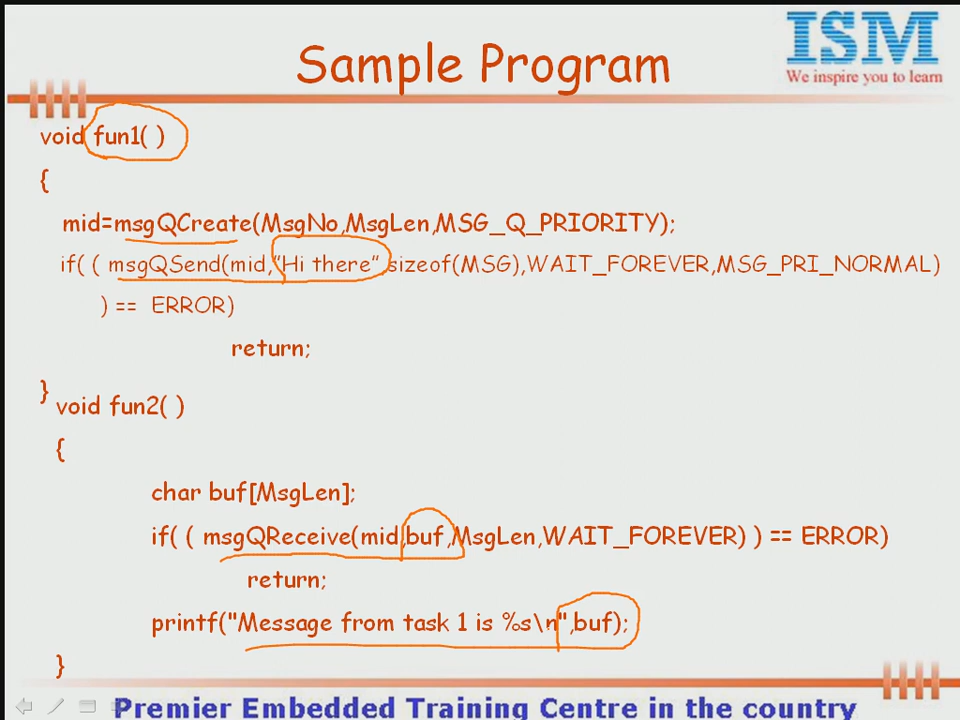 Sample Program
ISM
We inspire you to learn
void fun1( )
{
mid=msgQCreate(MsgNo,MsgLen,MSG_Q_PRIORITY);
if( ( msgQSend(mid,"Hi there",sizeof(MSG),WAIT_FOREVER,MSG_PRI_NORMAL)
) == ERROR)
return;
}
void fun2( )
{
char buf[MsgLen];
if( ( msgQReceive(mid,buf,MsgLen,WAIT_FOREVER) ) == ERROR)
return;
printf("Message from task 1 is %s\n",buf);
}
Premier Embedded Training Centre in the country